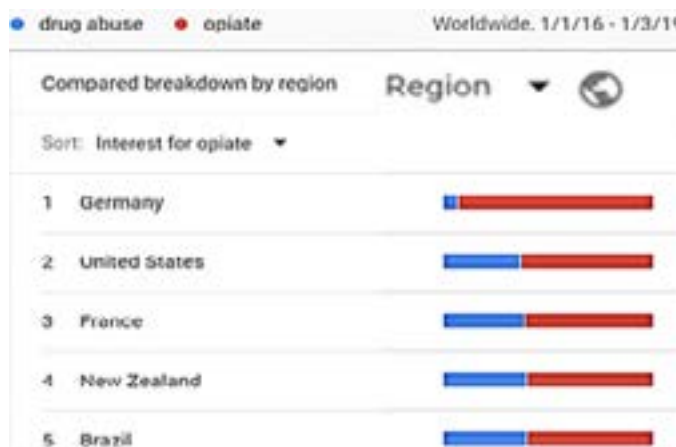 drug abuse opiate Worldwide. 1/1/16 - 1/3/19
Compared breakdown by region Region
Sort: Interest for opiate
1 Germany
2 United States
3 France
4 New Zealand
5 Brazil